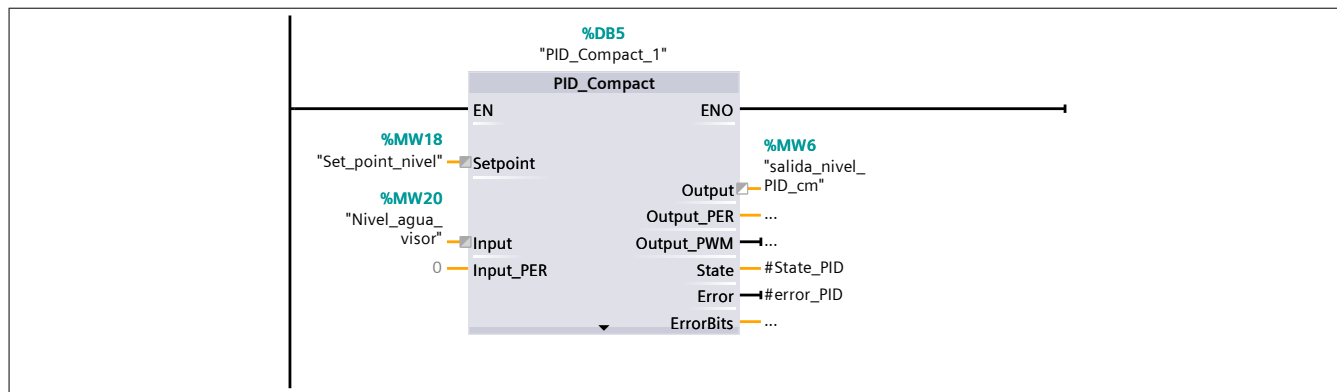 %DB5
"PID_Compact_1"
PID_Compact
EN
ENO
%MW18
"Set_point_nivel"
Setpoint
%MW6
"salida_nivel_
PID_cm"
Output
%MW20
"Nivel_agua_
visor"
Input
Output_PER
...
Output_PWM
...
0
Input_PER
State
#State_PID
Error
#error_PID
ErrorBits
...